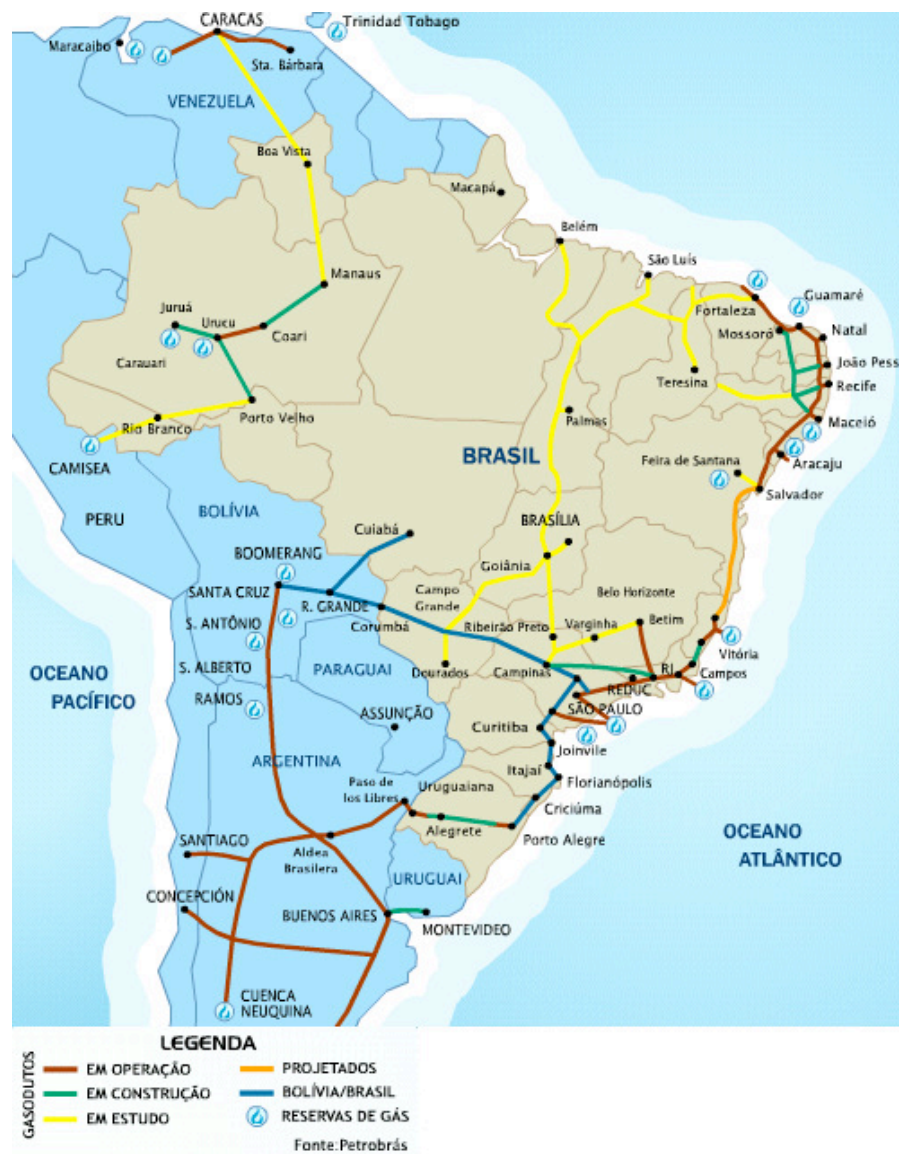 CARACAS
Trinidad Tobago
Maracaibo
Sta. Bárbara
VENEZUELA
Boa Vista
Macapá
Belém
São Luís
Manaus
Fortaleza
Guamaré
Juruá
Urucu
Coari
Mossoró
Natal
Carauari
João Pess
Teresina
Recife
Porto Velho
Rio Branco
Palmas
Maceió
CAMISEA
BRASIL
Feira de Santana
Aracaju
Salvador
PERU
BOLÍVIA
Cuiabá
BRASÍLIA
BOOMERANG
Goiânia
SANTA CRUZ
R. GRANDE
Campo
Grande
Belo Horizonte
Corumbá
S. ANTÔNIO
Ribeirão Preto
Varginha
Betim
Vitória
OCEANO
PACÍFICO
S. ALBERTO
PARAGUAI
Dourados
Campinas
RJ
Campos
REDUC
RAMOS
SÃO PAULO
ASSUNÇÃO
Curitiba
Joinvile
ARGENTINA
Itajaí
Florianópolis
Paso de
los Libres
Uruguaiana
Criciúma
Alegrete
Porto Alegre
OCEANO
ATLÂNTICO
SANTIAGO
Aldea
Brasilera
URUGUAI
CONCEPCIÓN
BUENOS AIRES
MONTEVIDEO
CUENCA
NEUQUINA
LEGENDA
GASODUTOS
EM OPERAÇÃO
EM CONSTRUÇÃO
EM ESTUDO
PROJETADOS
BOLÍVIA/BRASIL
RESERVAS DE GÁS
Fonte:Petrobrás